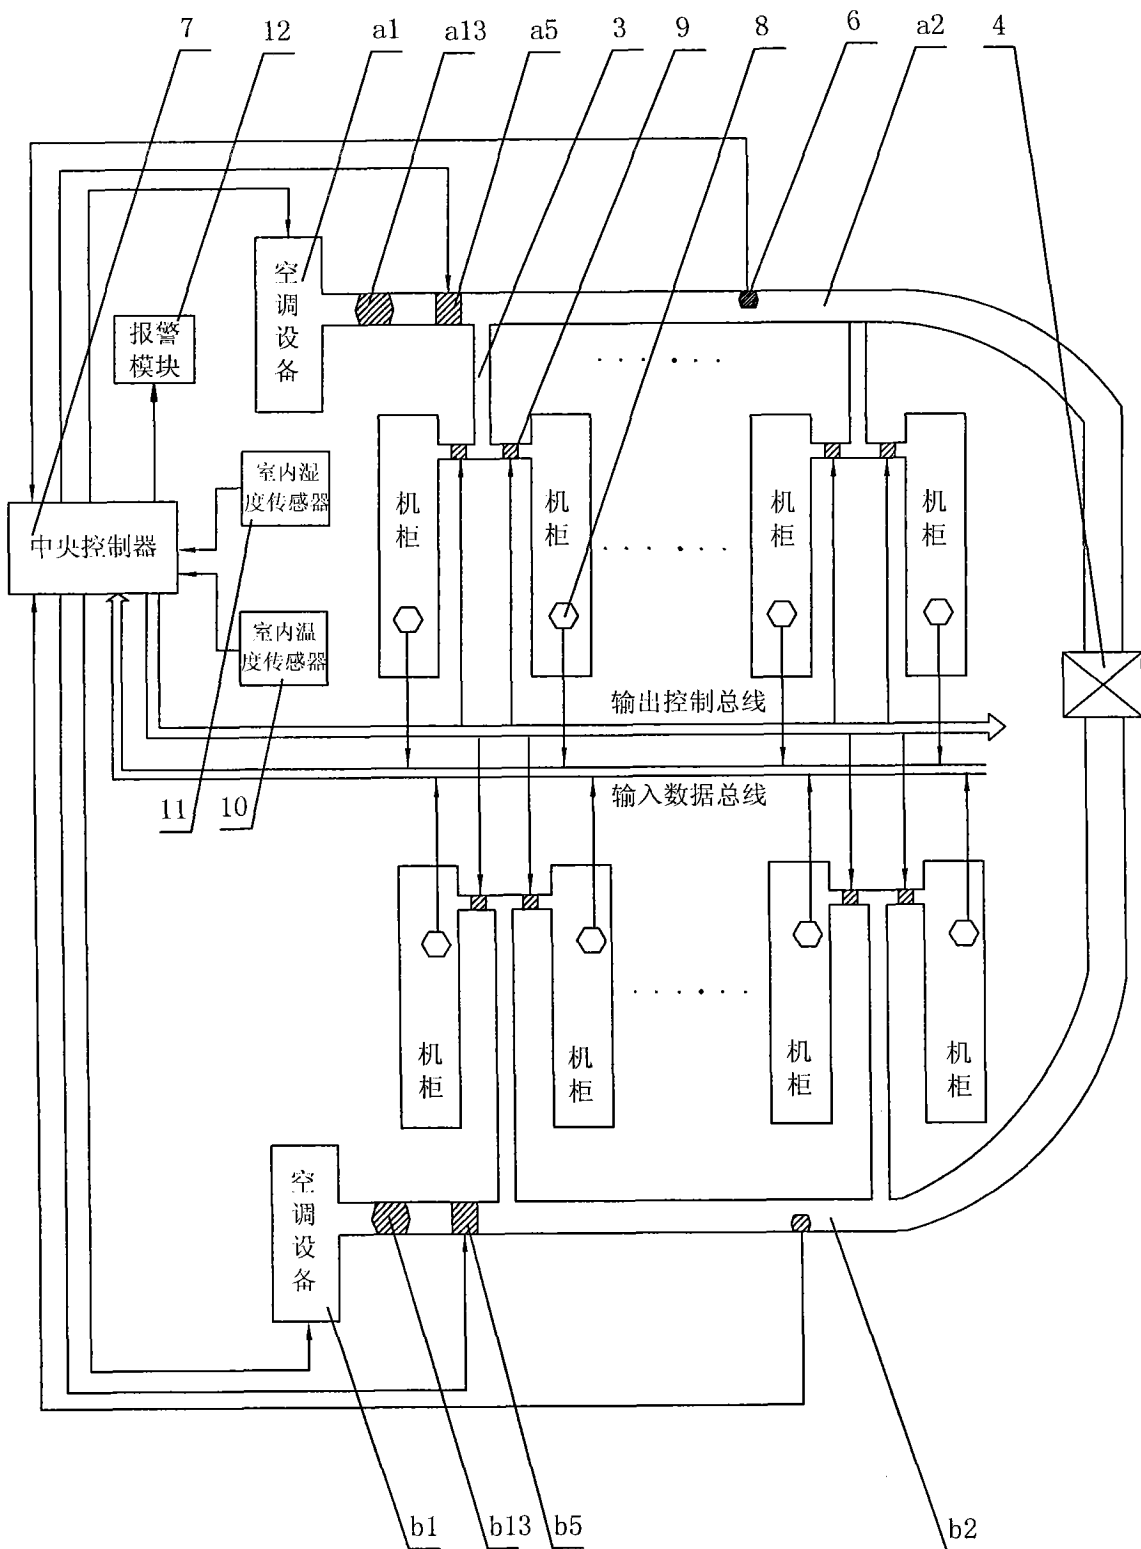 7 12 a1 a13 a5 3 9 8 6 a2 4
空调设备
报警
模块
机柜
机柜
机柜
机柜
室内湿
度传感器
中央控制器
室内温
度传感器
输出控制总线
输入数据总线
11 10
机柜
机柜
机柜
机柜
空调设备
b1 b13 b5 b2